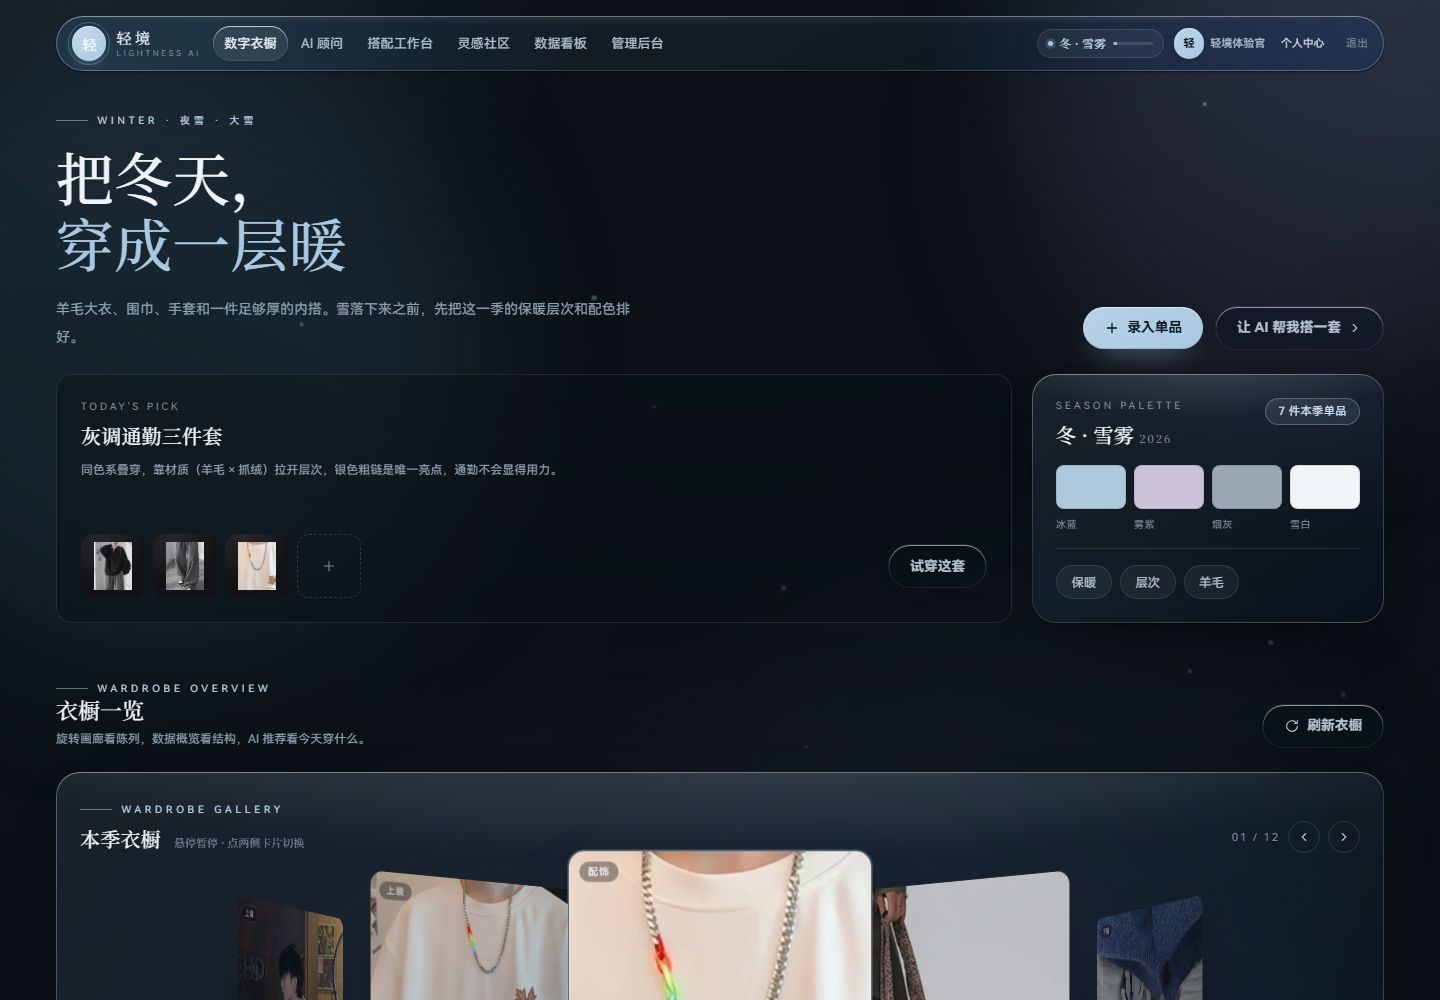 轻
轻境
LIGHTNESS AI
数字衣橱
AI 顾问
搭配工作台
灵感社区
数据看板
管理后台
冬 · 雪雾
轻
轻境体验官
个人中心
退出
WINTER · 夜雪 · 大雪
把冬天,
穿成一层暖
羊毛大衣、围巾、手套和一件足够厚的内搭。雪落下来之前，先把这一季的保暖层次和配色排
好。
录入单品
让 AI 帮我搭一套
TODAY'S PICK
灰调通勤三件套
同色系叠穿，靠材质（羊毛 × 抓绒）拉开层次，银色粗链是唯一亮点，通勤不会显得用力。
试穿这套
SEASON PALETTE
7 件本季单品
冬 · 雪雾 2026
冰蓝
雾紫
烟灰
雪白
保暖
层次
羊毛
WARDROBE OVERVIEW
衣橱一览
旋转画廊看陈列，数据概览看结构，AI 推荐看今天穿什么。
刷新衣橱
WARDROBE GALLERY
本季衣橱
悬停暂停 · 点两侧卡片切换
01 / 12
上装
上装
配饰